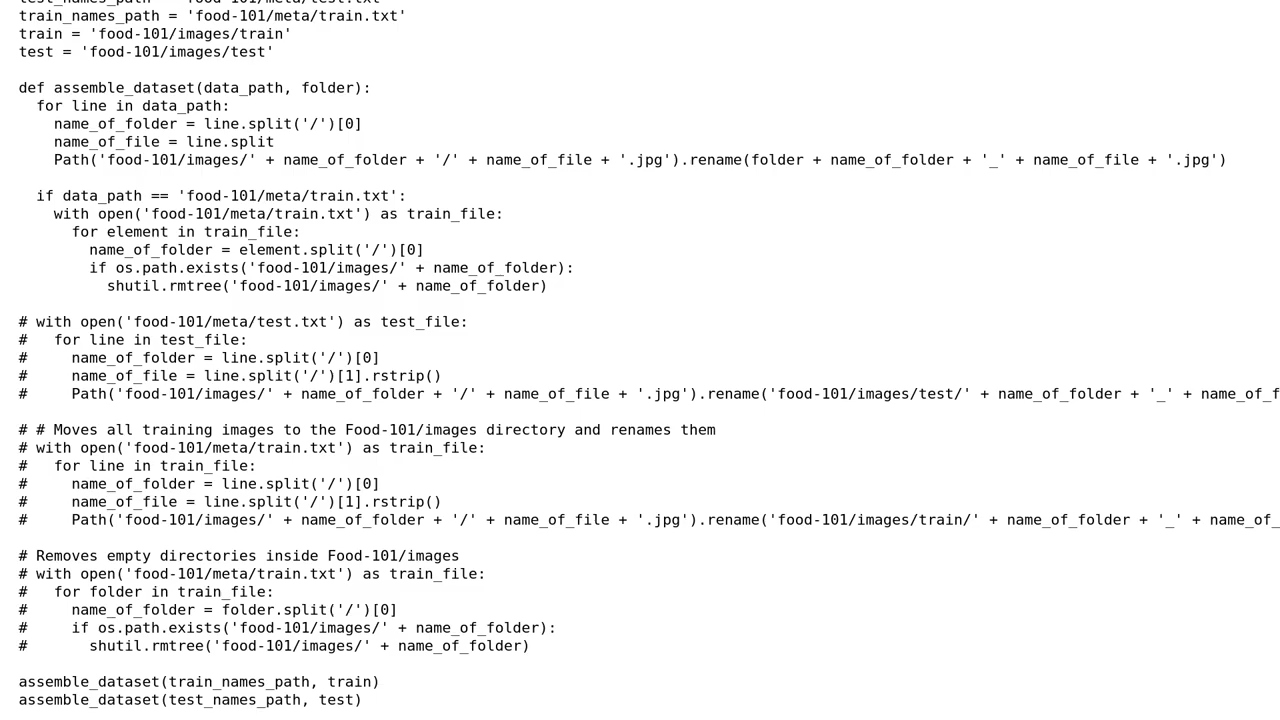 test_names_path = 'food-101/meta/test.txt'
train_names_path = 'food-101/meta/train.txt'
train = 'food-101/images/train'
test = 'food-101/images/test'

def assemble_dataset(data_path, folder):
  for line in data_path:
    name_of_folder = line.split('/')[0]
    name_of_file = line.split
    Path('food-101/images/' + name_of_folder + '/' + name_of_file + '.jpg').rename(folder + name_of_folder + '_' + name_of_file + '.jpg')

  if data_path == 'food-101/meta/train.txt':
    with open('food-101/meta/train.txt') as train_file:
      for element in train_file:
        name_of_folder = element.split('/')[0]
        if os.path.exists('food-101/images/' + name_of_folder):
          shutil.rmtree('food-101/images/' + name_of_folder)

# with open('food-101/meta/test.txt') as test_file:
#   for line in test_file:
#     name_of_folder = line.split('/')[0]
#     name_of_file = line.split('/')[1].rstrip()
#     Path('food-101/images/' + name_of_folder + '/' + name_of_file + '.jpg').rename('food-101/images/test/' + name_of_folder + '_' + name_of_f

# # Moves all training images to the Food-101/images directory and renames them
# with open('food-101/meta/train.txt') as train_file:
#   for line in train_file:
#     name_of_folder = line.split('/')[0]
#     name_of_file = line.split('/')[1].rstrip()
#     Path('food-101/images/' + name_of_folder + '/' + name_of_file + '.jpg').rename('food-101/images/train/' + name_of_folder + '_' + name_of_

# Removes empty directories inside Food-101/images
# with open('food-101/meta/train.txt') as train_file:
#   for folder in train_file:
#     name_of_folder = folder.split('/')[0]
#     if os.path.exists('food-101/images/' + name_of_folder):
#       shutil.rmtree('food-101/images/' + name_of_folder)

assemble_dataset(train_names_path, train)
assemble_dataset(test_names_path, test)